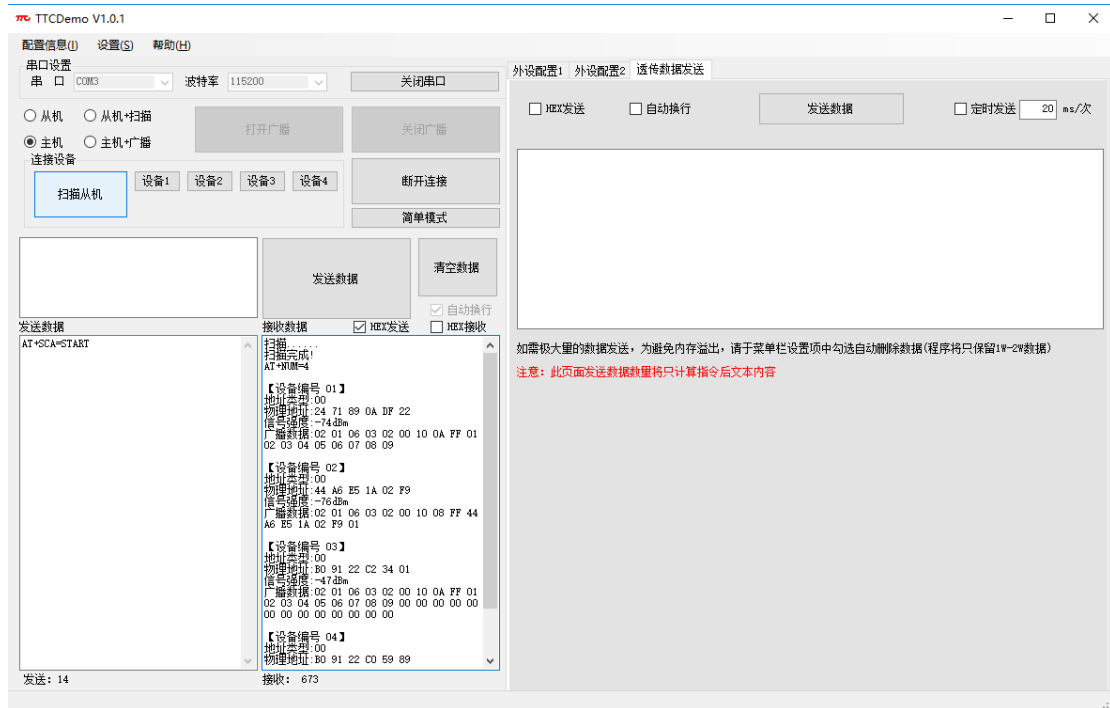 TTC TTCDemo V1.0.1
配置信息(I) 设置(S) 帮助(H)
串口设置
串 口 COM3 波特率 115200 关闭串口
从机 从机+扫描
主机 主机+广播
打开广播 关闭广播
连接设备
扫描从机 设备1 设备2 设备3 设备4 断开连接
简单模式
发送数据 清空数据
自动换行
发送数据 接收数据 HEX发送 HEX接收
AT+SCA=START
扫描......
扫描完成!
AT+NUM=4
【设备编号 01】
地址类型:00
物理地址:24 71 89 0A DF 22
信号强度:-74dBm
广播数据:02 01 06 03 02 00 10 0A FF 01
02 03 04 05 06 07 08 09
【设备编号 02】
地址类型:00
物理地址:44 A6 E5 1A 02 F9
信号强度:-76dBm
广播数据:02 01 06 03 02 00 10 08 FF 44
A6 E5 1A 02 F9 01
【设备编号 03】
地址类型:00
物理地址:B0 91 22 C2 34 01
信号强度:-47dBm
广播数据:02 01 06 03 02 00 10 0A FF 01
02 03 04 05 06 07 08 09 00 00 00 00 00
00 00 00 00 00 00 00 00
【设备编号 04】
地址类型:00
物理地址:B0 91 22 C0 59 89
发送: 14 接收: 673
外设配置1 外设配置2 透传数据发送
HEX发送 自动换行 发送数据 定时发送 20 ms/次
如需极大量的数据发送，为避免内存溢出，请于菜单栏设置项中勾选自动删除数据(程序将只保留1W-2W数据)
注意：此页面发送数据数量将只计算指令后文本内容